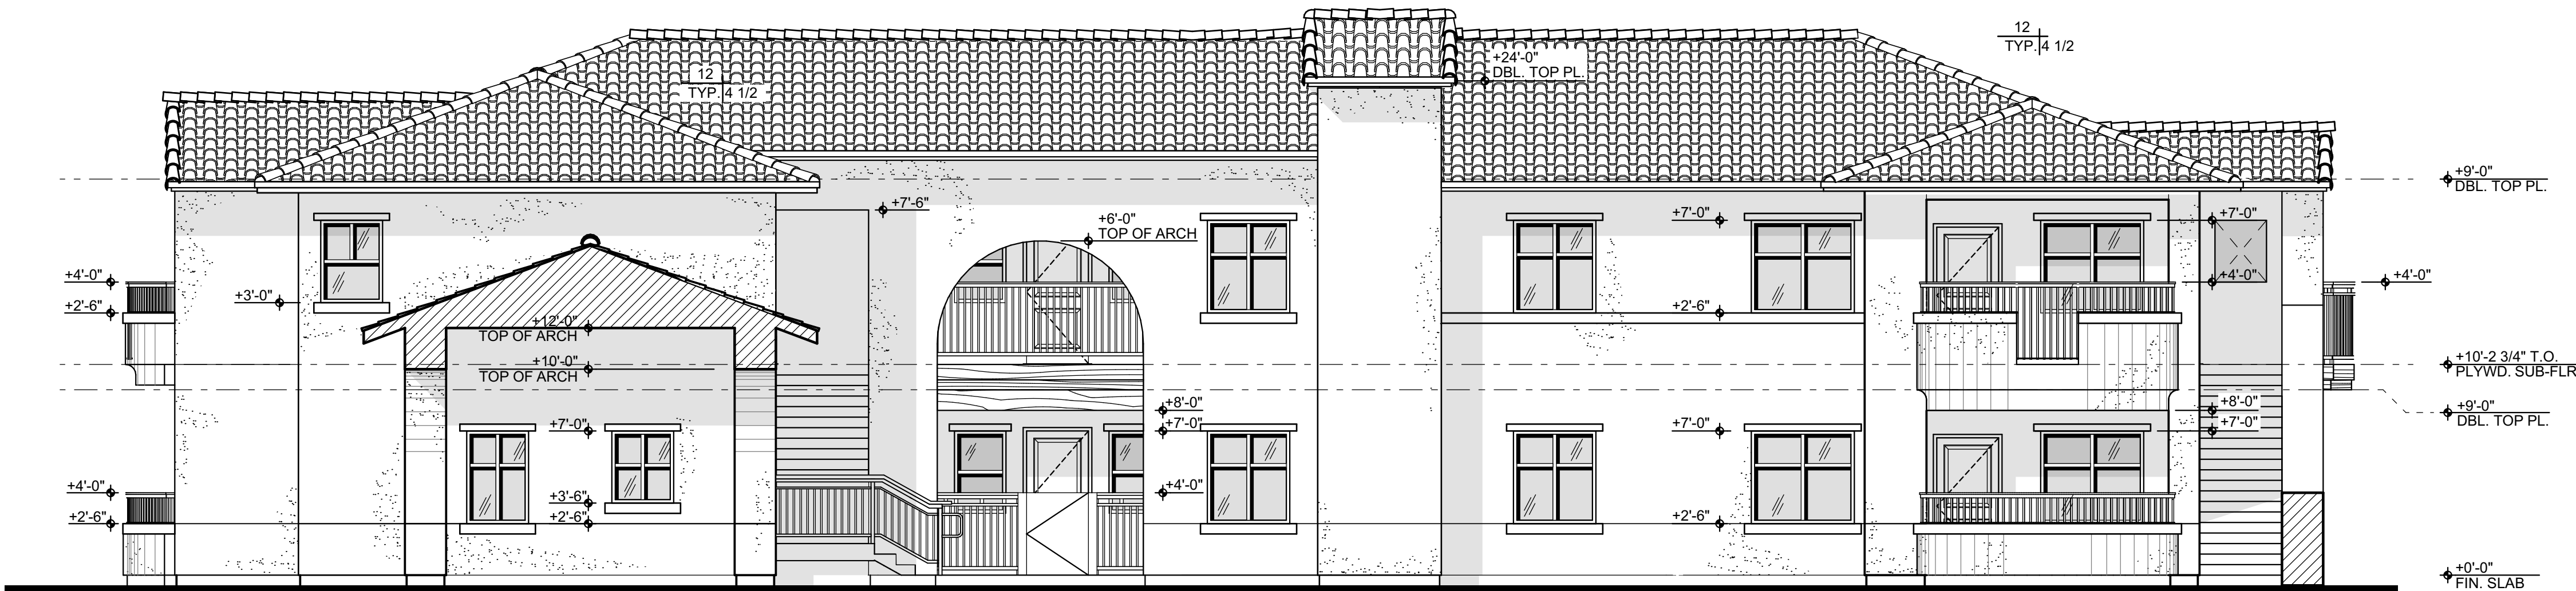 12
TYP. 4 1/2
12
TYP. 4 1/2
+24'-0"
DBL. TOP PL.
+9'-0"
DBL. TOP PL.
+7'-6"
+6'-0"
TOP OF ARCH
+7'-0"
+7'-0"
+4'-0"
+2'-6"
+3'-0"
+2'-6"
+4'-0"
+4'-0"
+12'-0"
TOP OF ARCH
+10'-0"
TOP OF ARCH
+10'-2 3/4" T.O.
PLYWD. SUB-FLR
+8'-0"
+7'-0"
+8'-0"
+7'-0"
+9'-0"
DBL. TOP PL.
+7'-0"
+7'-0"
+4'-0"
+2'-6"
+3'-6"
+2'-6"
+4'-0"
+2'-6"
+0'-0"
FIN. SLAB